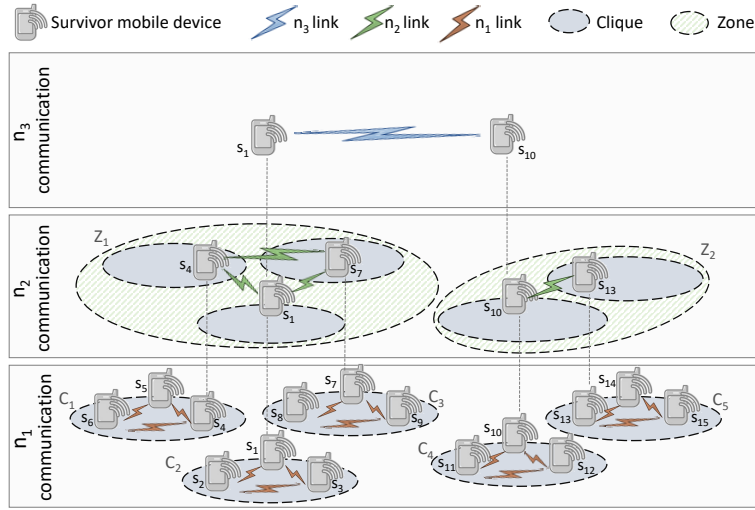 Survivor mobile device
n3 link
n2 link
n1 link
Clique
Zone
n3
communication
s1
s10
n2
communication
Z1
s4
s7
s1
Z2
s10
s13
n1
communication
C1
s5
s6
s4
C3
s7
s8
s9
C2
s1
s2
s3
C4
s10
s11
s12
C5
s14
s13
s15